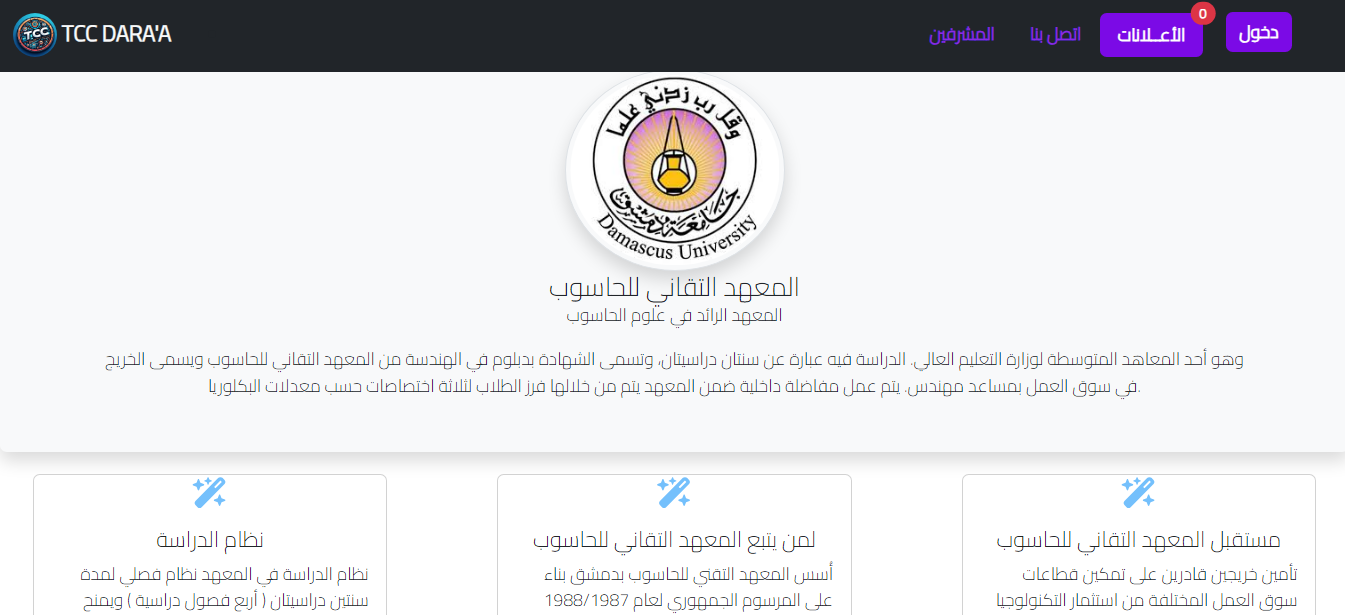 TCC DARA'A
دخول
الأعـلانات
0
اتصل بنا
المشرفين
TCC
وقل رب زدني علما
جامعة دمشق
Damascus University
المعهد التقاني للحاسوب
المعهد الرائد في علوم الحاسوب
وهو أحد المعاهد المتوسطة لوزارة التعليم العالي. الدراسة فيه عبارة عن سنتان دراسيتان، وتسمى الشهادة بدبلوم في الهندسة من المعهد التقاني للحاسوب ويسمى الخريج
في سوق العمل بمساعد مهندس. يتم عمل مفاضلة داخلية ضمن المعهد يتم من خلالها فرز الطلاب لثلاثة اختصاصات حسب معدلات البكلوريا.
مستقبل المعهد التقاني للحاسوب
تأمين خريجين قادرين على تمكين قطاعات
سوق العمل المختلفة من استثمار التكنولوجيا
لمن يتبع المعهد التقاني للحاسوب
أسس المعهد التقني للحاسوب بدمشق بناء
على المرسوم الجمهوري لعام 1988/1987
نظام الدراسة
نظام الدراسة في المعهد نظام فصلي لمدة
سنتين دراسيتان ( أربع فصول دراسية ) ويمنح